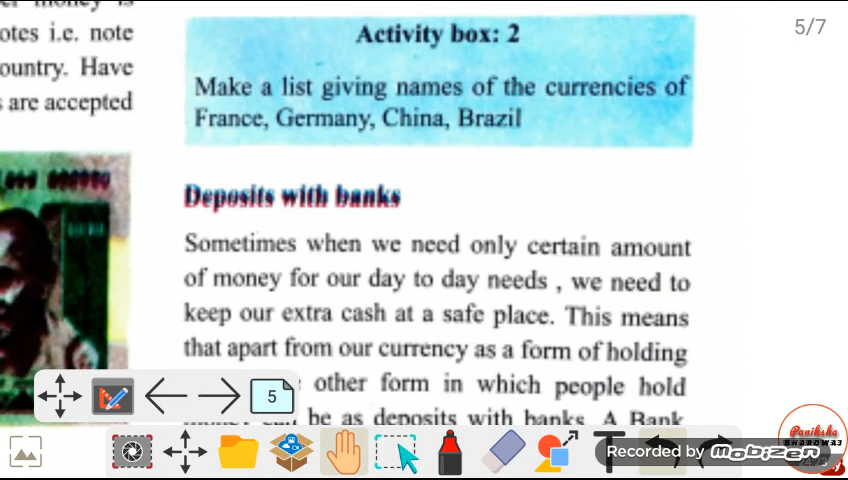 otes i.e. note
ountry. Have
s are accepted
Activity box: 2
Make a list giving names of the currencies of
France, Germany, China, Brazil
5/7
Deposits with banks
Sometimes when we need only certain amount
of money for our day to day needs , we need to
keep our extra cash at a safe place. This means
that apart from our currency as a form of holding
other form in which people hold
be as deposits with banks. A Bank
5
Recorded by mobizen
Paniksha
BHARDWAJ